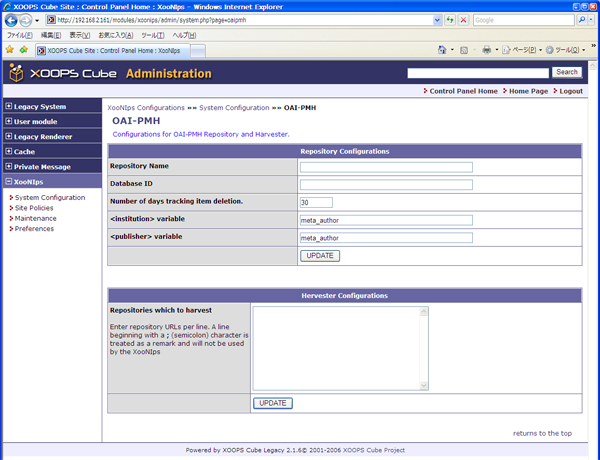 XOOPS Cube Site : Control Panel Home : XooNIps - Windows Internet Explorer
http://192.168.2.161/modules/xoonips/admin/system.php?page=oaipmh
Google
ファイル(F) 編集(E) 表示(V) お気に入り(A) ツール(T) ヘルプ(H)
XOOPS Cube Site : Control Panel Home : XooNIps
ページ(P) ツール(O)
XOOPS CUBE Administration
Search
Control Panel Home Home Page Logout
Legacy System
User module
Legacy Renderer
Cache
Private Message
XooNIps
System Configuration
Site Policies
Maintenance
Preferences
XooNIps Configurations »» System Configuration »» OAI-PMH
OAI-PMH
Configurations for OAI-PMH Repository and Harvester.
Repository Configurations
Repository Name
Database ID
Number of days tracking item deletion. 30
<institution> variable meta_author
<publisher> variable meta_author
UPDATE
Hervester Configurations
Repositories which to harvest
Enter repository URLs per line. A line
beginning with a ; (semicolon) character is
treated as a remark and will not be used
by the XooNIps
UPDATE
returns to the top
Powered by XOOPS Cube Legacy 2.1.6© 2001-2006 XOOPS Cube Project